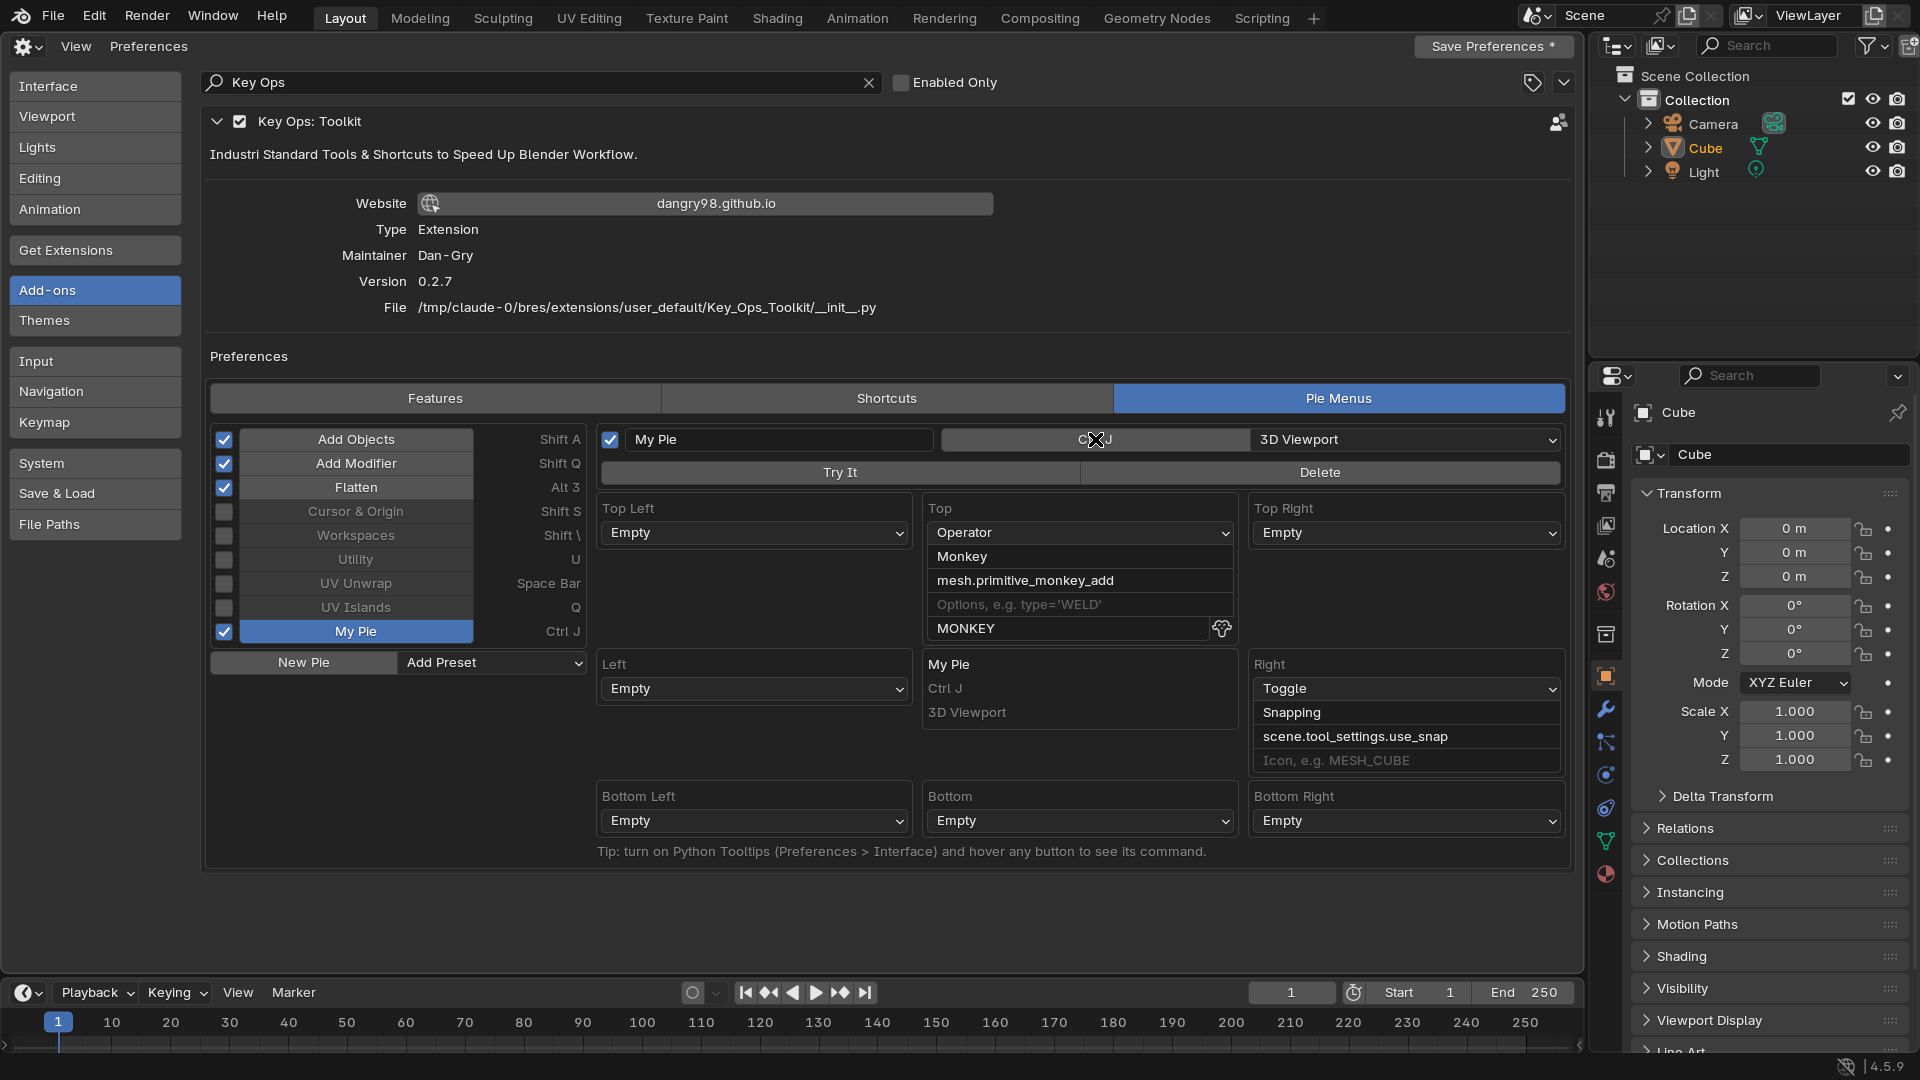 File Edit Render Window Help Layout Modeling Sculpting UV Editing Texture Paint Shading Animation Rendering Compositing Geometry Nodes Scripting Scene ViewLayer
View Preferences Save Preferences *
Search
Interface
Viewport
Lights
Editing
Animation
Get Extensions
Add-ons
Themes
Input
Navigation
Keymap
System
Save & Load
File Paths
Key Ops
Enabled Only
Key Ops: Toolkit
Industri Standard Tools & Shortcuts to Speed Up Blender Workflow.
Website dangry98.github.io
Type Extension
Maintainer Dan-Gry
Version 0.2.7
File /tmp/claude-0/bres/extensions/user_default/Key_Ops_Toolkit/__init__.py
Preferences
Features Shortcuts Pie Menus
Add Objects Shift A
Add Modifier Shift Q
Flatten Alt 3
Cursor & Origin Shift S
Workspaces Shift \
Utility U
UV Unwrap Space Bar
UV Islands Q
My Pie Ctrl J
New Pie Add Preset
My Pie 3D Viewport
Try It Delete
Top Left
Empty
Top
Operator
Monkey
mesh.primitive_monkey_add
Options, e.g. type='WELD'
MONKEY
Top Right
Empty
Left
Empty
My Pie
Ctrl J
3D Viewport
Right
Toggle
Snapping
scene.tool_settings.use_snap
Icon, e.g. MESH_CUBE
Bottom Left
Empty
Bottom
Empty
Bottom Right
Empty
Tip: turn on Python Tooltips (Preferences > Interface) and hover any button to see its command.
Scene Collection
Collection
Camera
Cube
Light
Search
Cube
Cube
Transform
Location X 0 m
Y 0 m
Z 0 m
Rotation X 0°
Y 0°
Z 0°
Mode XYZ Euler
Scale X 1.000
Y 1.000
Z 1.000
Delta Transform
Relations
Collections
Instancing
Motion Paths
Shading
Visibility
Viewport Display
Line Art
Playback Keying View Marker 1 Start 1 End 250
1 10 20 30 40 50 60 70 80 90 100 110 120 130 140 150 160 170 180 190 200 210 220 230 240 250
4.5.9